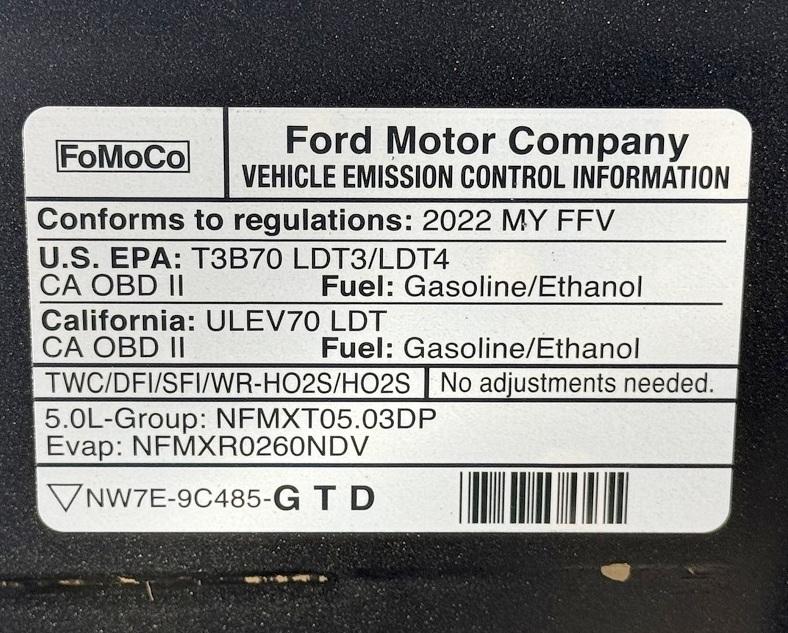 FoMoCo
Ford Motor Company
VEHICLE EMISSION CONTROL INFORMATION
Conforms to regulations: 2022 MY FFV
U.S. EPA: T3B70 LDT3/LDT4
CA OBD II Fuel: Gasoline/Ethanol
California: ULEV70 LDT
CA OBD II Fuel: Gasoline/Ethanol
TWC/DFI/SFI/WR-HO2S/HO2S No adjustments needed.
5.0L-Group: NFMXT05.03DP
Evap: NFMXR0260NDV
NW7E-9C485-G T D